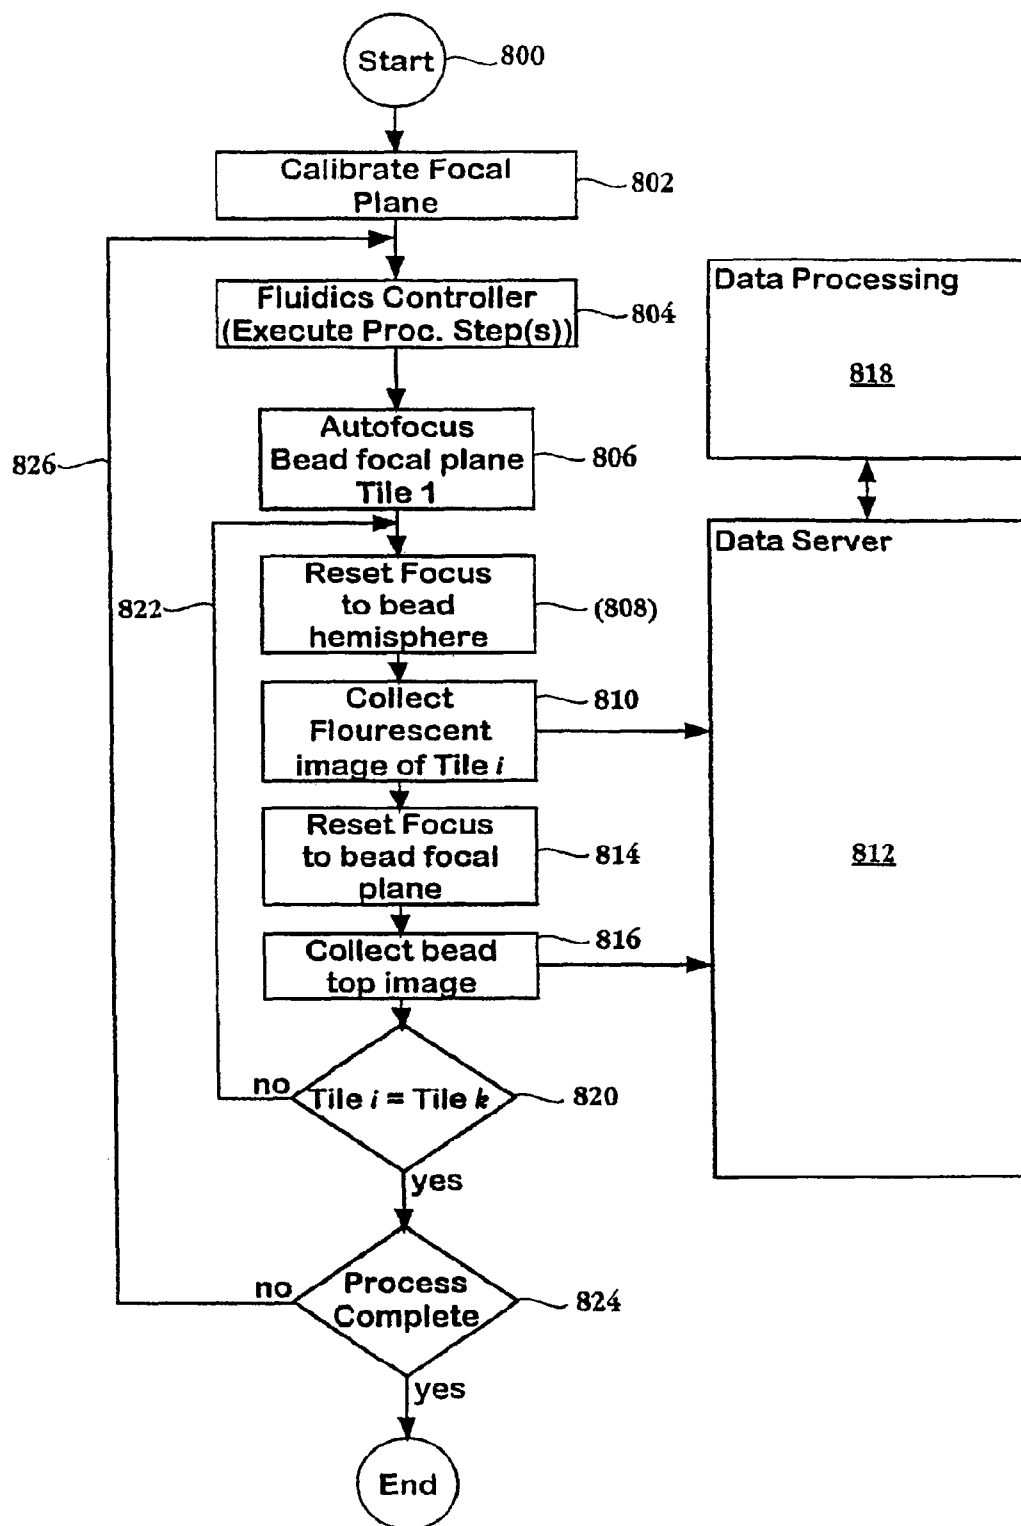 Start
800
Calibrate Focal
Plane
802
Fluidics Controller
(Execute Proc. Step(s))
804
Data Processing
818
Autofocus
Bead focal plane
Tile 1
806
826
Data Server
812
Reset Focus
to bead
hemisphere
(808)
822
Collect
Flourescent
image of Tile i
810
Reset Focus
to bead focal
plane
814
Collect bead
top image
816
Tile i = Tile k
820
no
yes
Process
Complete
824
no
yes
End